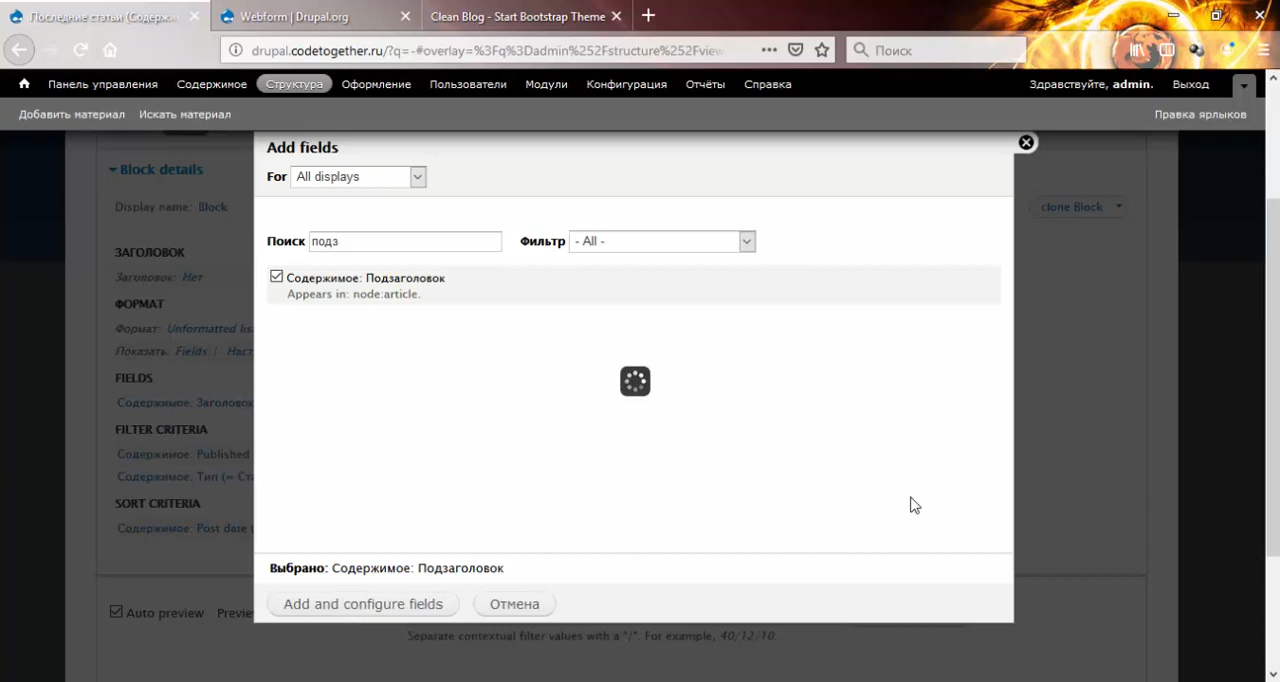 Последние статьи (Содержи
Webform | Drupal.org
Clean Blog - Start Bootstrap Theme
drupal.codetogether.ru/?q=-#overlay=%3Fq%3Dadmin%252Fstructure%252Fview
Поиск
Панель управления Содержимое Структура Оформление Пользователи Модули Конфигурация Отчёты Справка Здравствуйте, admin. Выход
Добавить материал Искать материал Правка ярлыков
Add fields
For All displays
Block details
Display name: Block
clone Block
Поиск подз Фильтр - All -
ЗАГОЛОВОК
Заголовок: Нет
Содержимое: Подзаголовок
Appears in: node:article.
ФОРМАТ
Формат: Unformatted lis
Показать: Fields | Наст
FIELDS
Содержимое: Заголовок
FILTER CRITERIA
Содержимое: Published
Содержимое: Тип (= Ста
SORT CRITERIA
Содержимое: Post date (
Выбрано: Содержимое: Подзаголовок
Add and configure fields Отмена
Auto preview Previe
Separate contextual filter values with a "/". For example, 40/12/10.